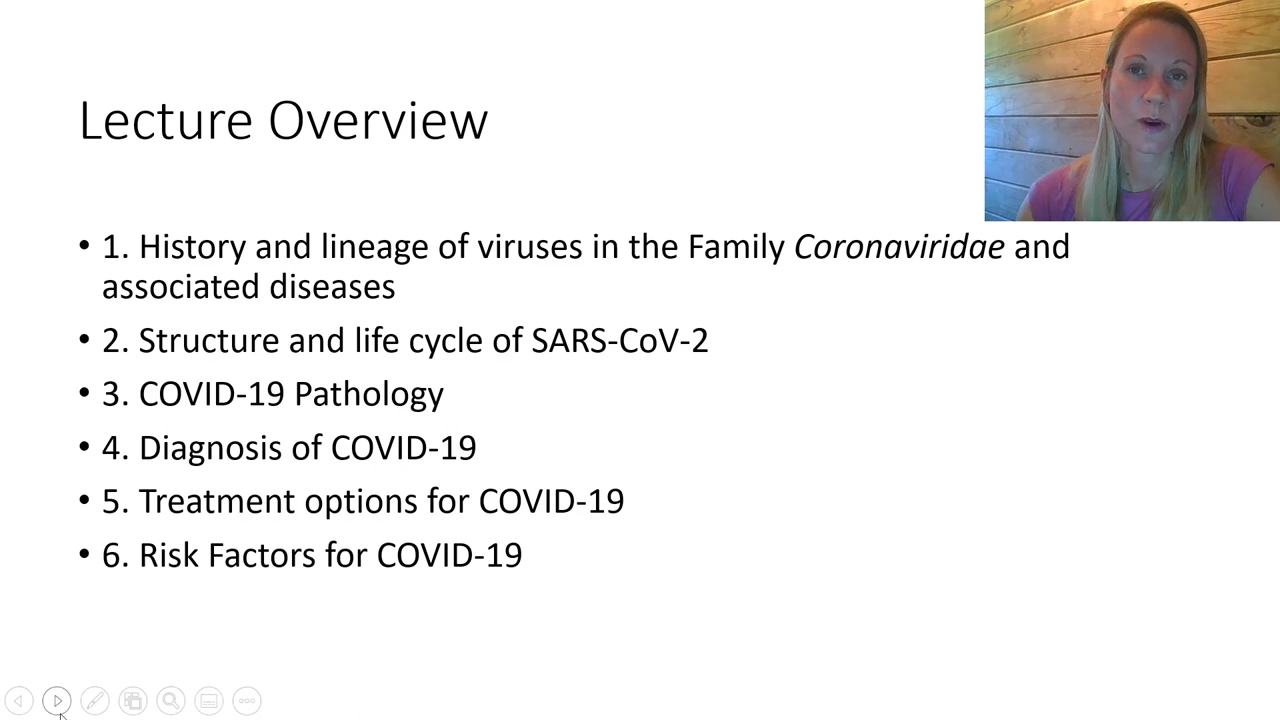 Lecture Overview
• 1. History and lineage of viruses in the Family Coronaviridae and
associated diseases
• 2. Structure and life cycle of SARS-CoV-2
• 3. COVID-19 Pathology
• 4. Diagnosis of COVID-19
• 5. Treatment options for COVID-19
• 6. Risk Factors for COVID-19